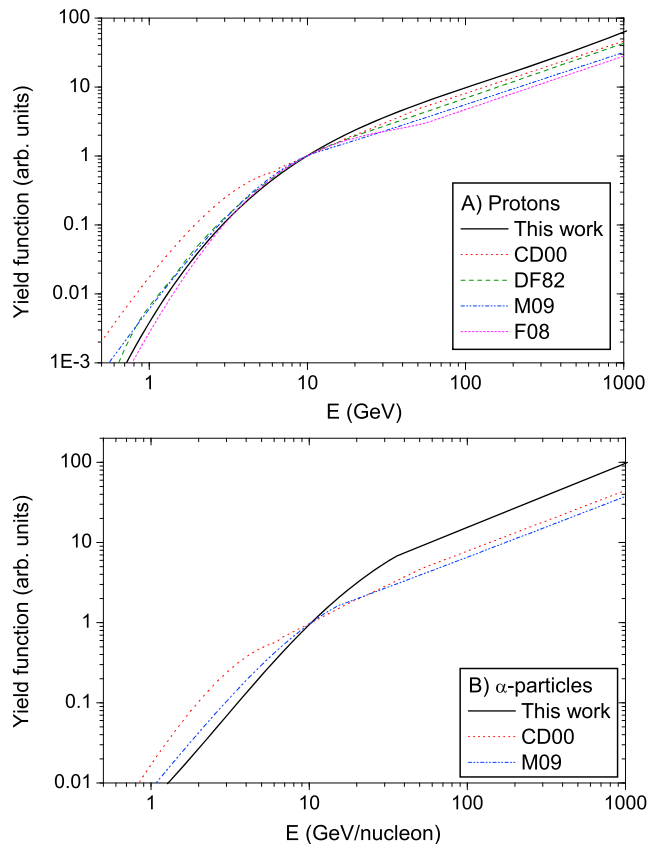 Yield function (arb. units)
100
10
1
0.1
0.01
1E-3
A) Protons
This work
CD00
DF82
M09
F08
1
10
100
1000
E (GeV)
Yield function (arb. units)
100
10
1
0.1
0.01
B) α-particles
This work
CD00
M09
1
10
100
1000
E (GeV/nucleon)